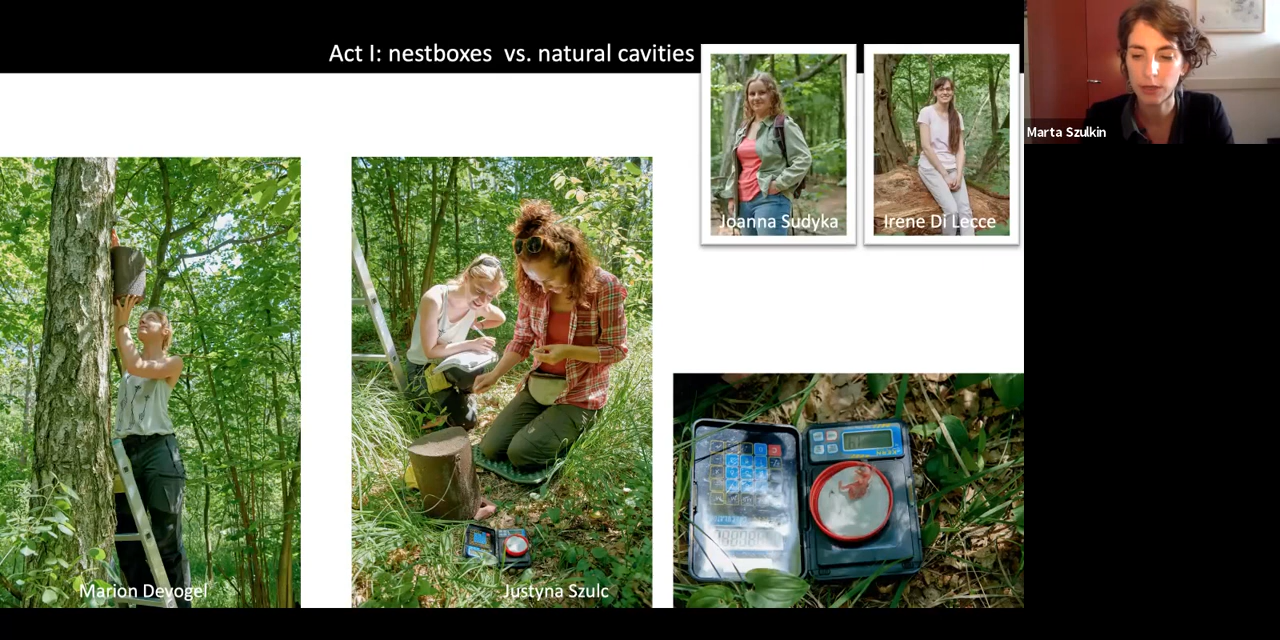 Act I: nestboxes vs. natural cavities
Marta Szulkin
Joanna Sudyka
Irene Di Lecce
Marion Devogel
Justyna Szulc